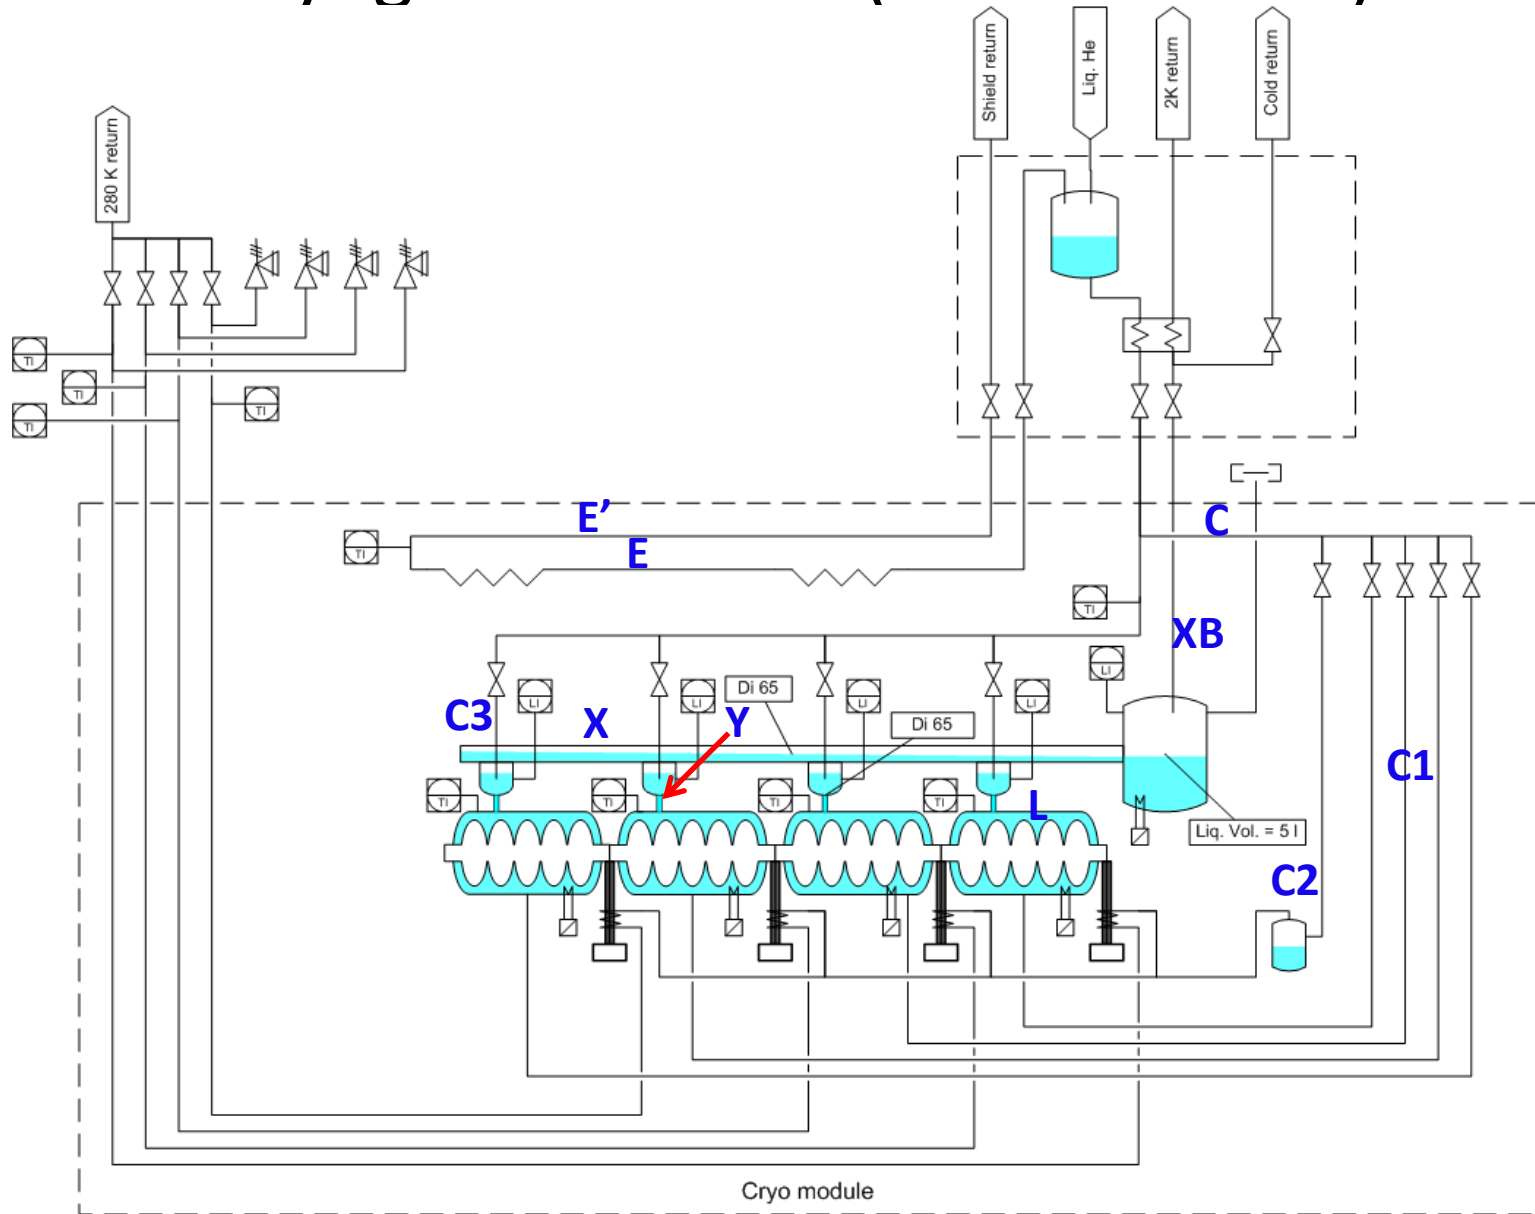 Shield return
Liq. He
2K return
Cold return
280 K return
TI
TI
TI
TI
E’
C
TI
E
TI
XB
LI
C3
X
LI
Di 65
Y
LI
Di 65
LI
LI
C1
TI
TI
TI
TI
L
Liq. Vol. = 5 l
C2
Cryo module